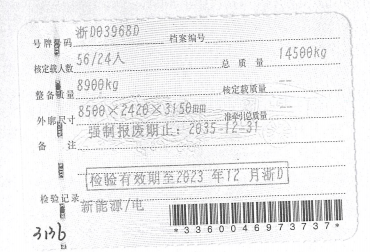 号牌号码 浙D03968D 档案编号
核定载人数 56/24人 总质量 14500kg
整备质量 8900kg 核定载质量 --
外廓尺寸 8500×2420×3150mm 准牵引总质量 --
备注 强制报废期止：2035-12-31
检验有效期至2023年12月浙D
检验记录 新能源/电
*3360046973737*
3136